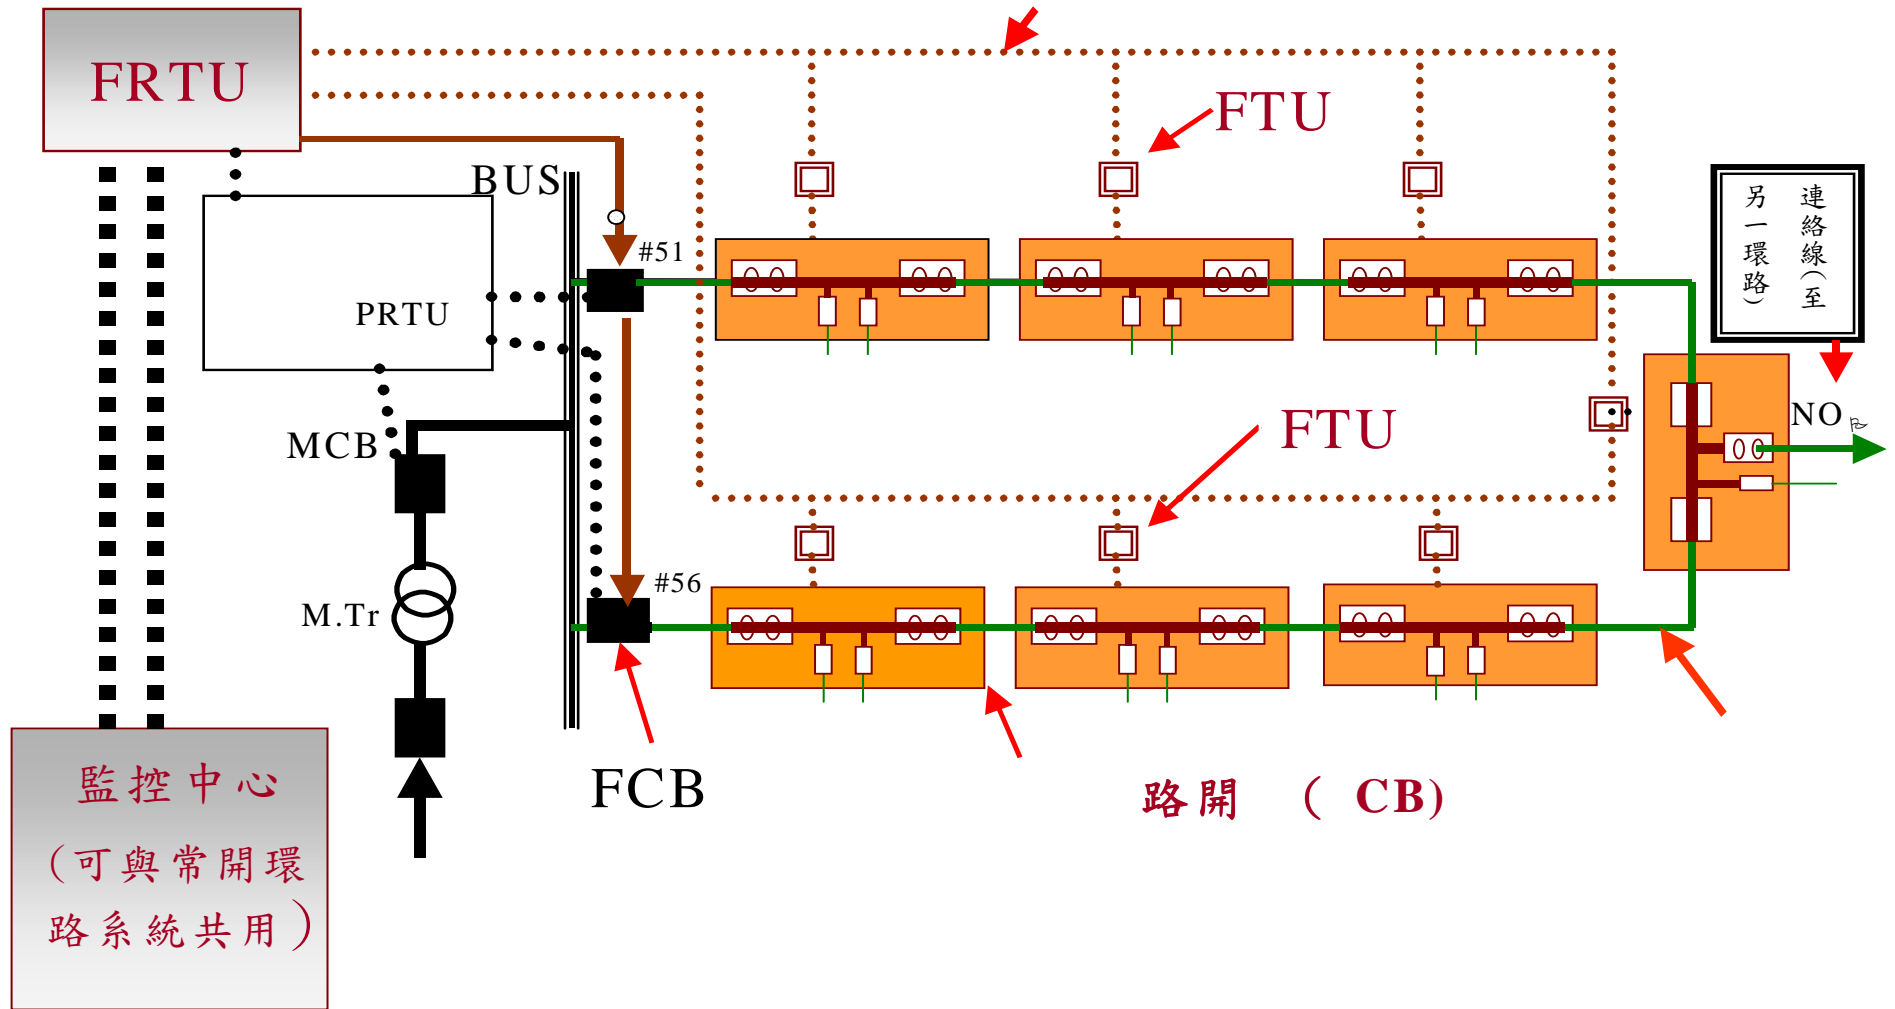 FRTU
FTU
BUS
#51
連絡線(至
另一環路)
PRTU
NO
MCB
FTU
#56
M.Tr
FCB
路開 ( CB)
監控中心
(可與常開環
路系統共用)